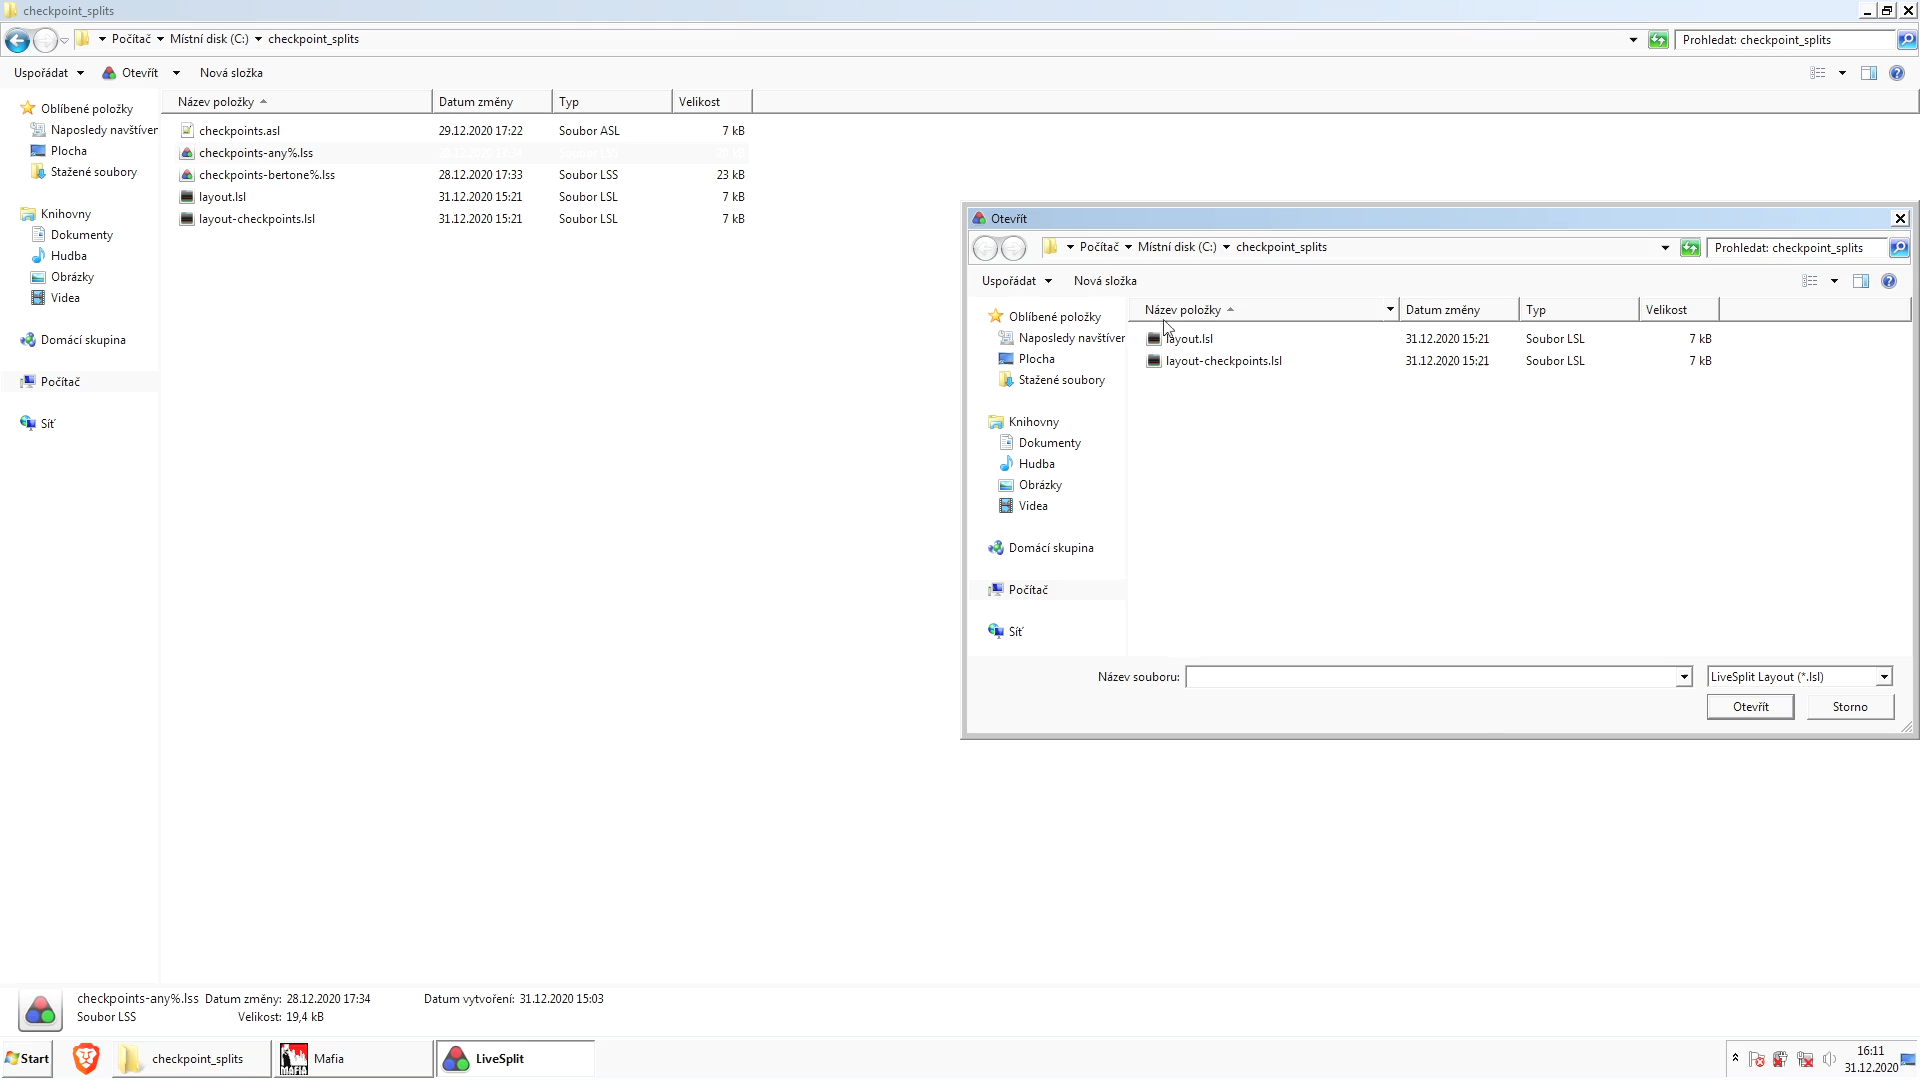 checkpoint_splits
Počítač Místní disk (C:) checkpoint_splits
Prohledat: checkpoint_splits
Uspořádat Otevřít Nová složka
Název položky Datum změny Typ Velikost
Oblíbené položky
Naposledy navštíven
Plocha
Stažené soubory
Knihovny
Dokumenty
Hudba
Obrázky
Videa
Domácí skupina
Počítač
Síť
checkpoints.asl 29.12.2020 17:22 Soubor ASL 7 kB
checkpoints-any%.lss
checkpoints-bertone%.lss 28.12.2020 17:33 Soubor LSS 23 kB
layout.lsl 31.12.2020 15:21 Soubor LSL 7 kB
layout-checkpoints.lsl 31.12.2020 15:21 Soubor LSL 7 kB
Otevřít
Počítač Místní disk (C:) checkpoint_splits
Prohledat: checkpoint_splits
Uspořádat Nová složka
Název položky Datum změny Typ Velikost
Oblíbené položky
Naposledy navštíven
Plocha
Stažené soubory
Knihovny
Dokumenty
Hudba
Obrázky
Videa
Domácí skupina
Počítač
Síť
layout.lsl 31.12.2020 15:21 Soubor LSL 7 kB
layout-checkpoints.lsl 31.12.2020 15:21 Soubor LSL 7 kB
Název souboru:
LiveSplit Layout (*.lsl)
Otevřít Storno
checkpoints-any%.lss Datum změny: 28.12.2020 17:34 Datum vytvoření: 31.12.2020 15:03
Soubor LSS Velikost: 19,4 kB
Start
checkpoint_splits
MAFIA
Mafia
LiveSplit
16:11
31.12.2020